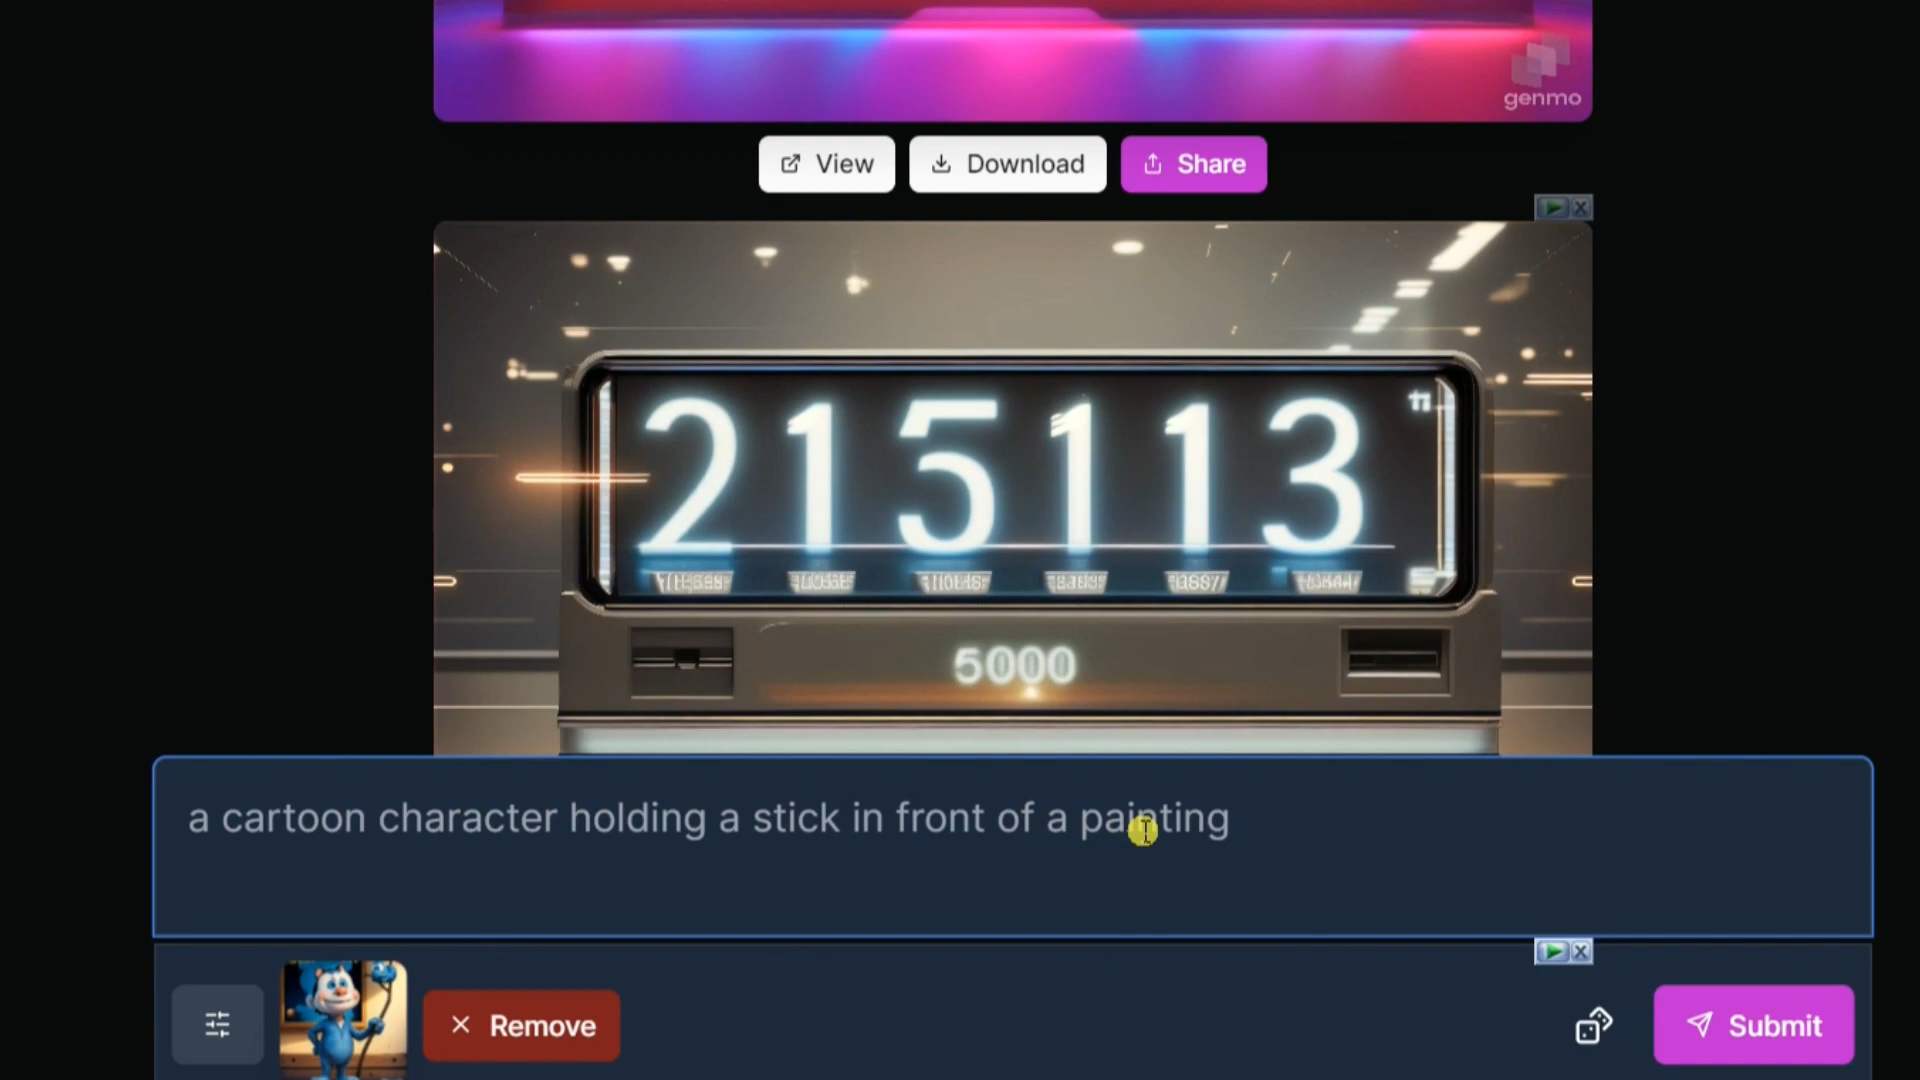 genmo
View
Download
Share
215113
5000
a cartoon character holding a stick in front of a painting
Remove
Submit